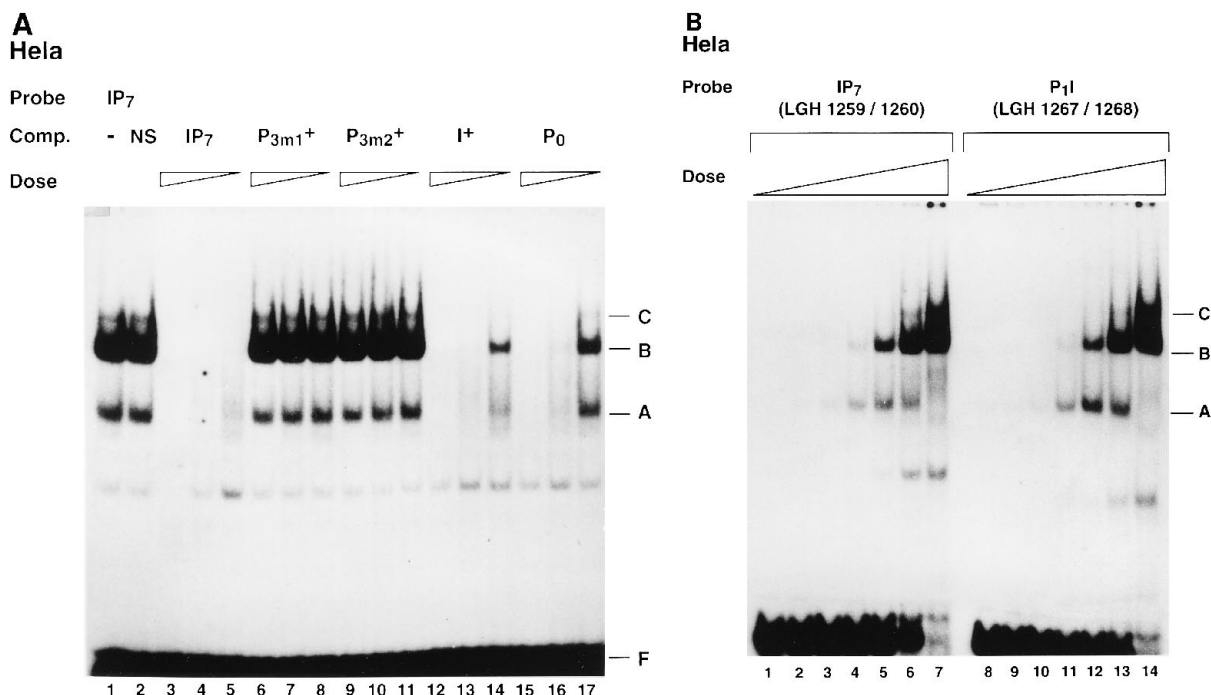 A
Hela
Probe IP7
Comp. - NS IP7 P3m1+ P3m2+ I+ P0
Dose
C
B
A
F
1 2 3 4 5 6 7 8 9 10 11 12 13 14 15 16 17
B
Hela
Probe IP7 P1I
(LGH 1259 / 1260) (LGH 1267 / 1268)
Dose
C
B
A
1 2 3 4 5 6 7 8 9 10 11 12 13 14